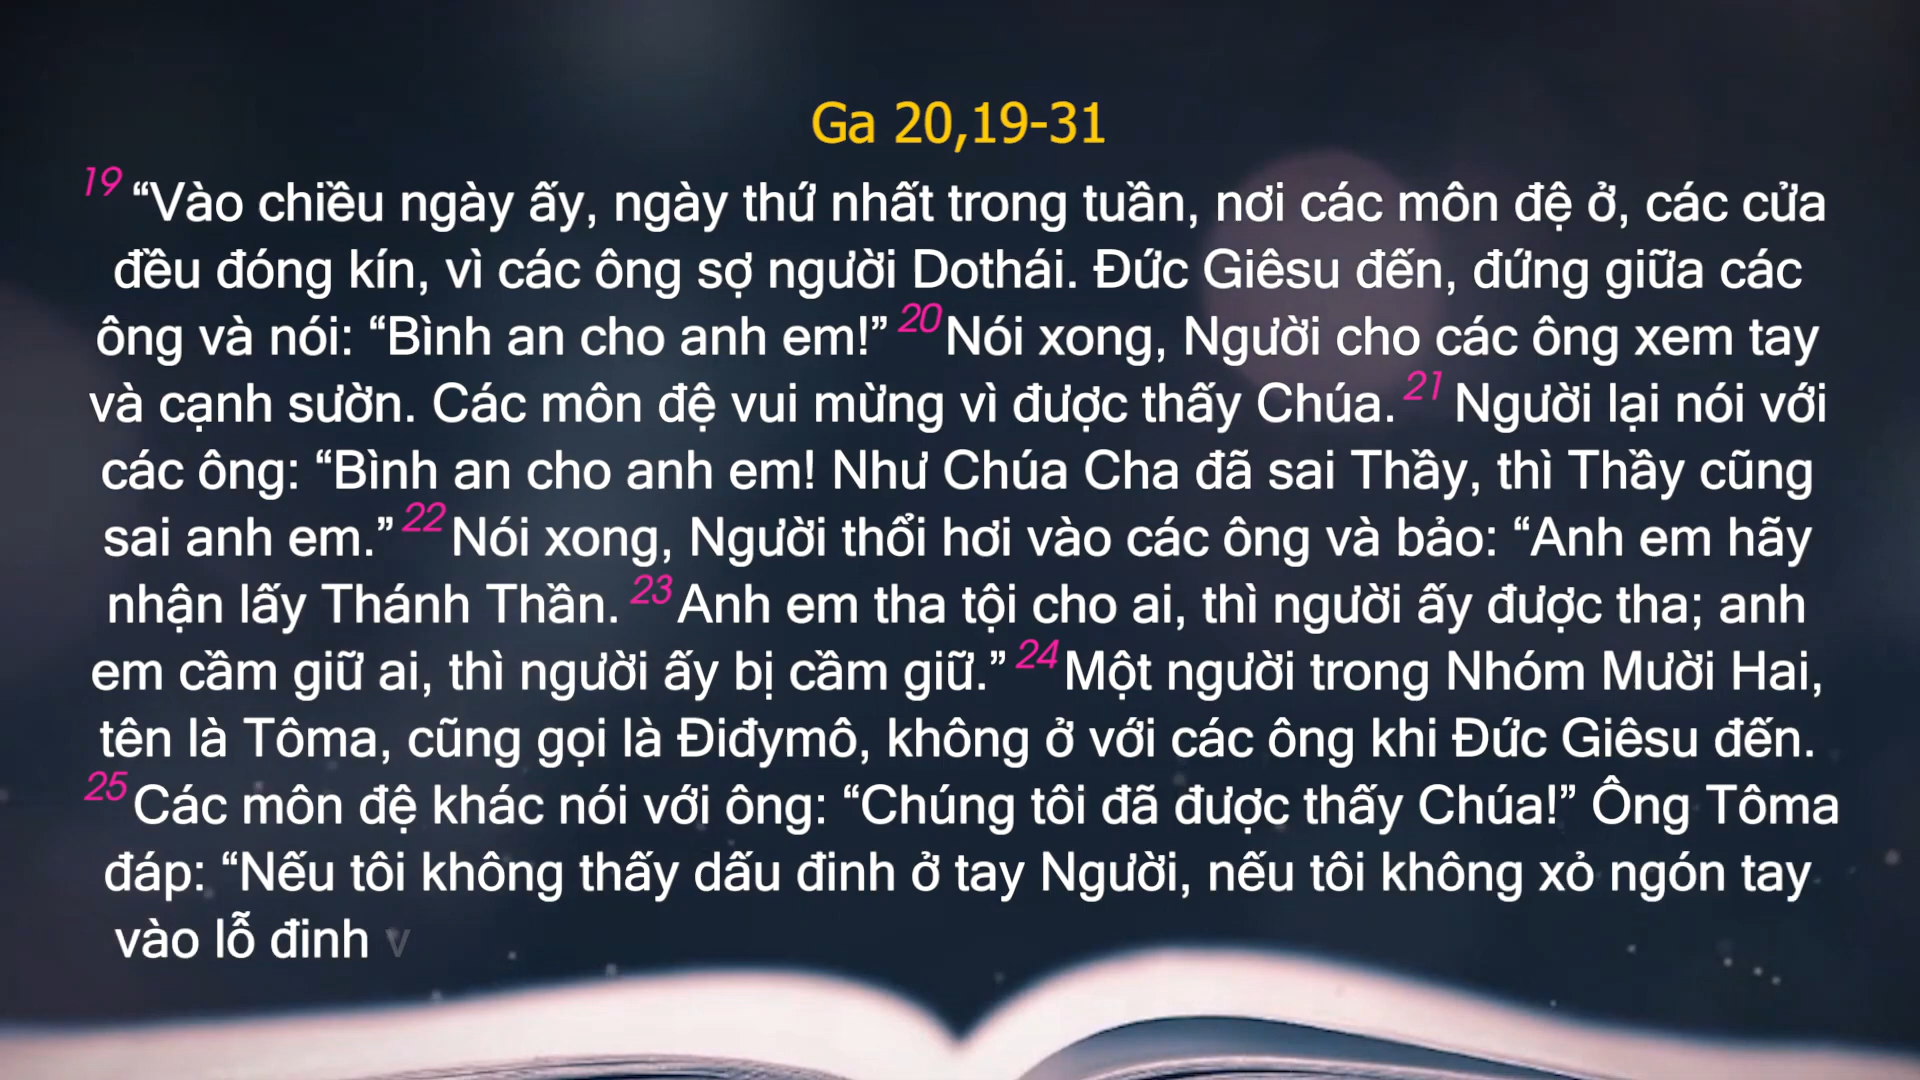 Ga 20,19-31
19 “Vào chiều ngày ấy, ngày thứ nhất trong tuần, nơi các môn đệ ở, các cửa
đều đóng kín, vì các ông sợ người Dothái. Đức Giêsu đến, đứng giữa các
ông và nói: “Bình an cho anh em!” 20 Nói xong, Người cho các ông xem tay
và cạnh sườn. Các môn đệ vui mừng vì được thấy Chúa. 21 Người lại nói với
các ông: “Bình an cho anh em! Như Chúa Cha đã sai Thầy, thì Thầy cũng
sai anh em.” 22 Nói xong, Người thổi hơi vào các ông và bảo: “Anh em hãy
nhận lấy Thánh Thần. 23 Anh em tha tội cho ai, thì người ấy được tha; anh
em cầm giữ ai, thì người ấy bị cầm giữ.” 24 Một người trong Nhóm Mười Hai,
tên là Tôma, cũng gọi là Điđymô, không ở với các ông khi Đức Giêsu đến.
25 Các môn đệ khác nói với ông: “Chúng tôi đã được thấy Chúa!” Ông Tôma
đáp: “Nếu tôi không thấy dấu đinh ở tay Người, nếu tôi không xỏ ngón tay
vào lỗ đinh v